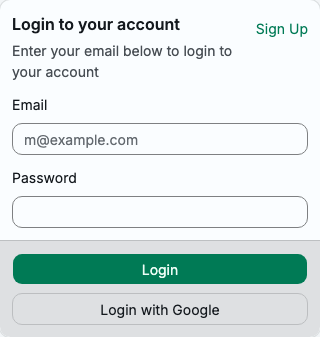 Login to your account
Sign Up
Enter your email below to login to
your account
Email
m@example.com
Password
Login
Login with Google